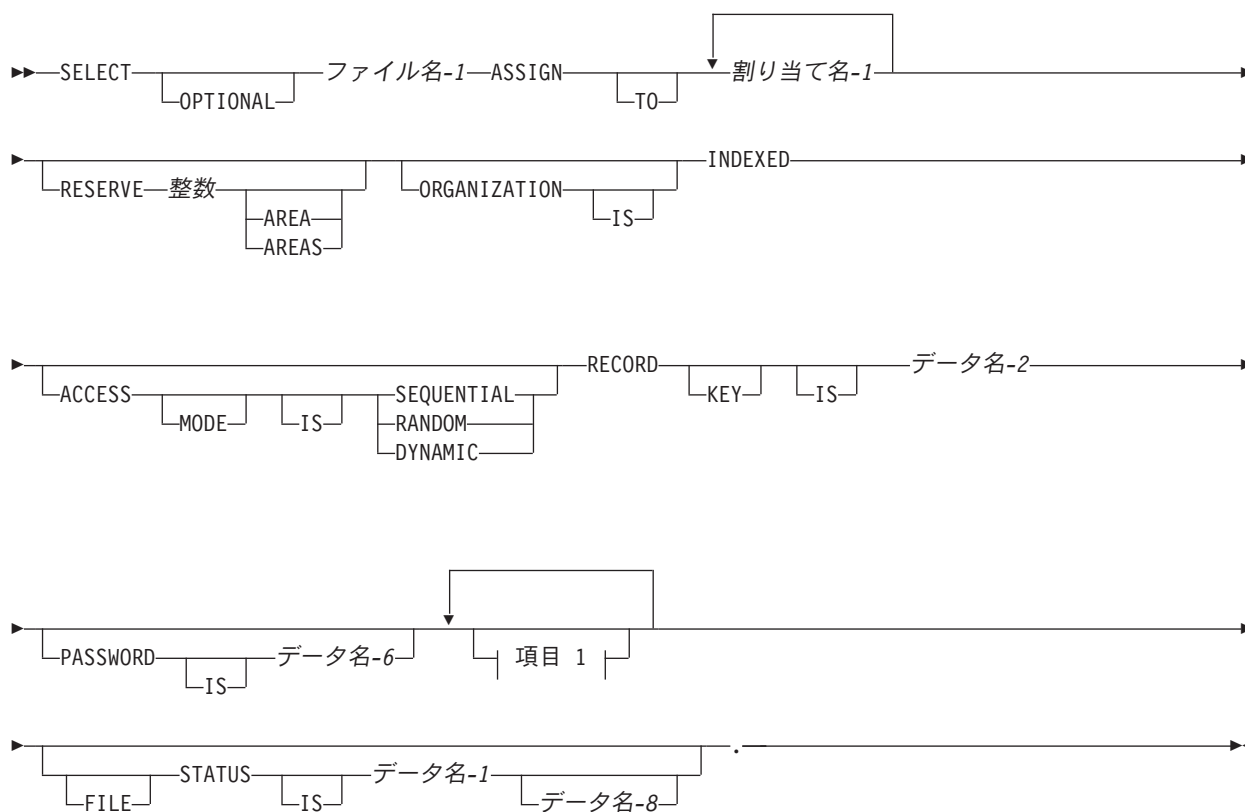 SELECT ファイル名-1 ASSIGN 割り当て名-1
OPTIONAL TO
RESERVE 整数 ORGANIZATION INDEXED
AREA IS
AREAS
ACCESS SEQUENTIAL RECORD データ名-2
MODE IS RANDOM KEY IS
DYNAMIC
PASSWORD データ名-6 項目 1
IS
STATUS データ名-1 .
FILE IS データ名-8